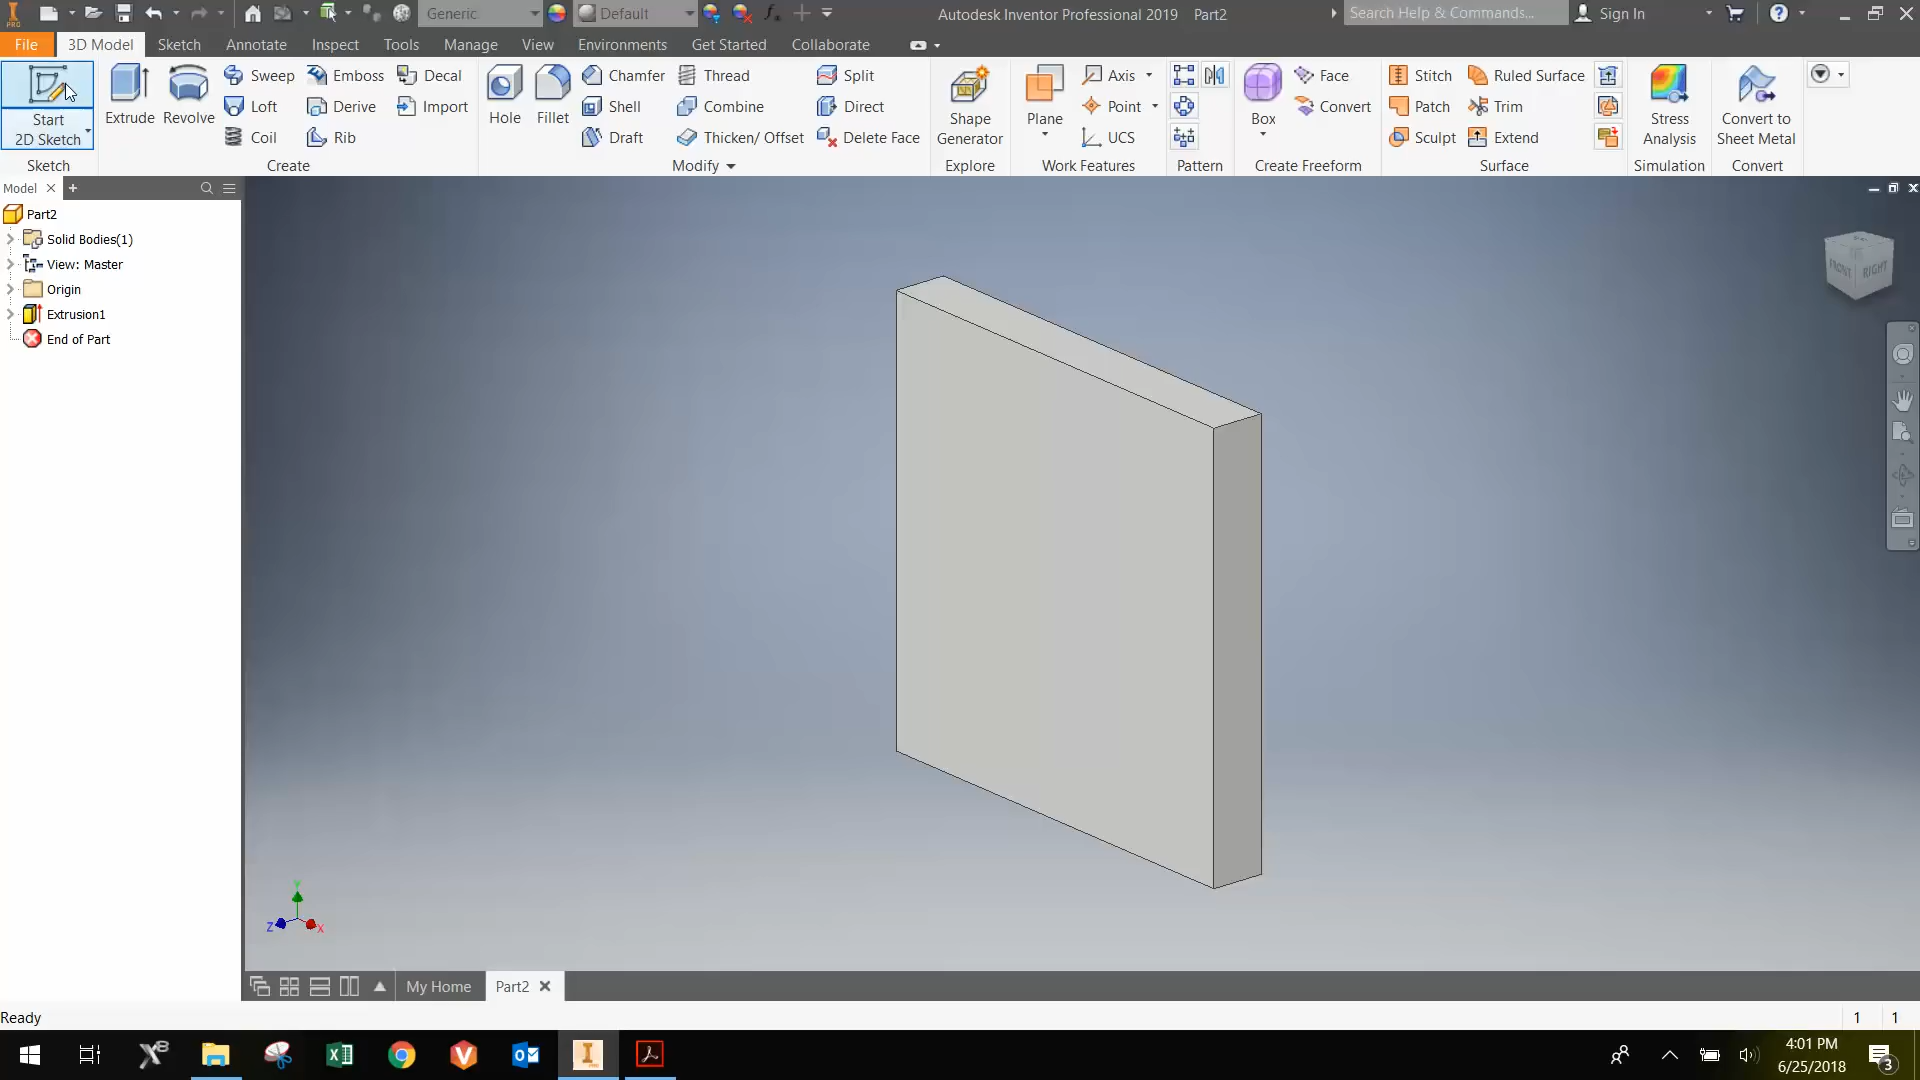 Generic
Default
Autodesk Inventor Professional 2019 Part2
Search Help & Commands...
Sign In
PRO
File
3D Model
Sketch
Annotate
Inspect
Tools
Manage
View
Environments
Get Started
Collaborate
Start
2D Sketch
Sketch
Extrude
Revolve
Sweep
Emboss
Decal
Loft
Derive
Import
Coil
Rib
Create
Hole
Fillet
Chamfer
Thread
Split
Shell
Combine
Direct
Draft
Thicken/ Offset
Delete Face
Modify
Shape
Generator
Explore
Plane
Axis
Point
UCS
Work Features
Pattern
Box
Face
Convert
Create Freeform
Stitch
Ruled Surface
Patch
Trim
Sculpt
Extend
Surface
Stress
Analysis
Simulation
Convert to
Sheet Metal
Convert
Model
Part2
Solid Bodies(1)
View: Master
Origin
Extrusion1
End of Part
FRONT RIGHT
Y
Z
X
My Home
Part2
Ready
1 1
4:01 PM
6/25/2018
3